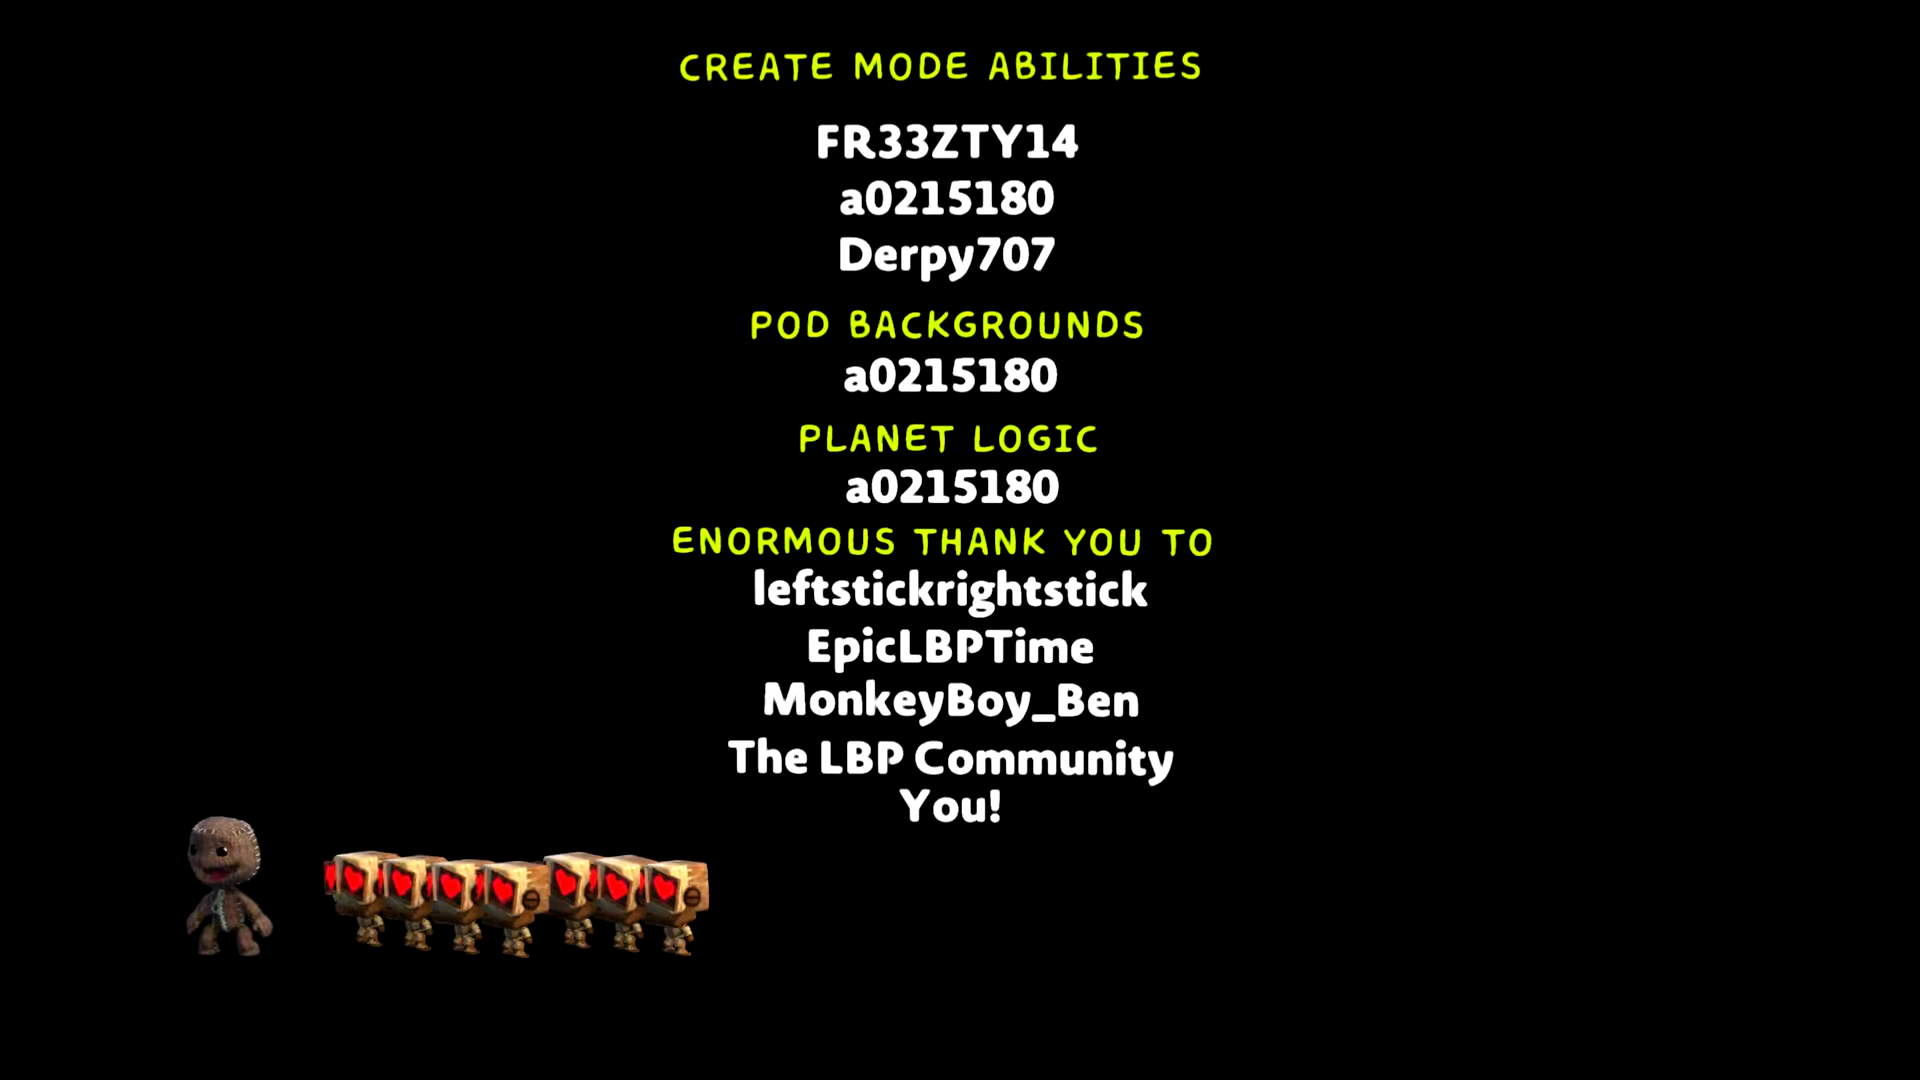 CREATE MODE ABILITIES
FR33ZTY14
a0215180
Derpy707
POD BACKGROUNDS
a0215180
PLANET LOGIC
a0215180
ENORMOUS THANK YOU TO
leftstickrightstick
EpicLBPTime
MonkeyBoy_Ben
The LBP Community
You!